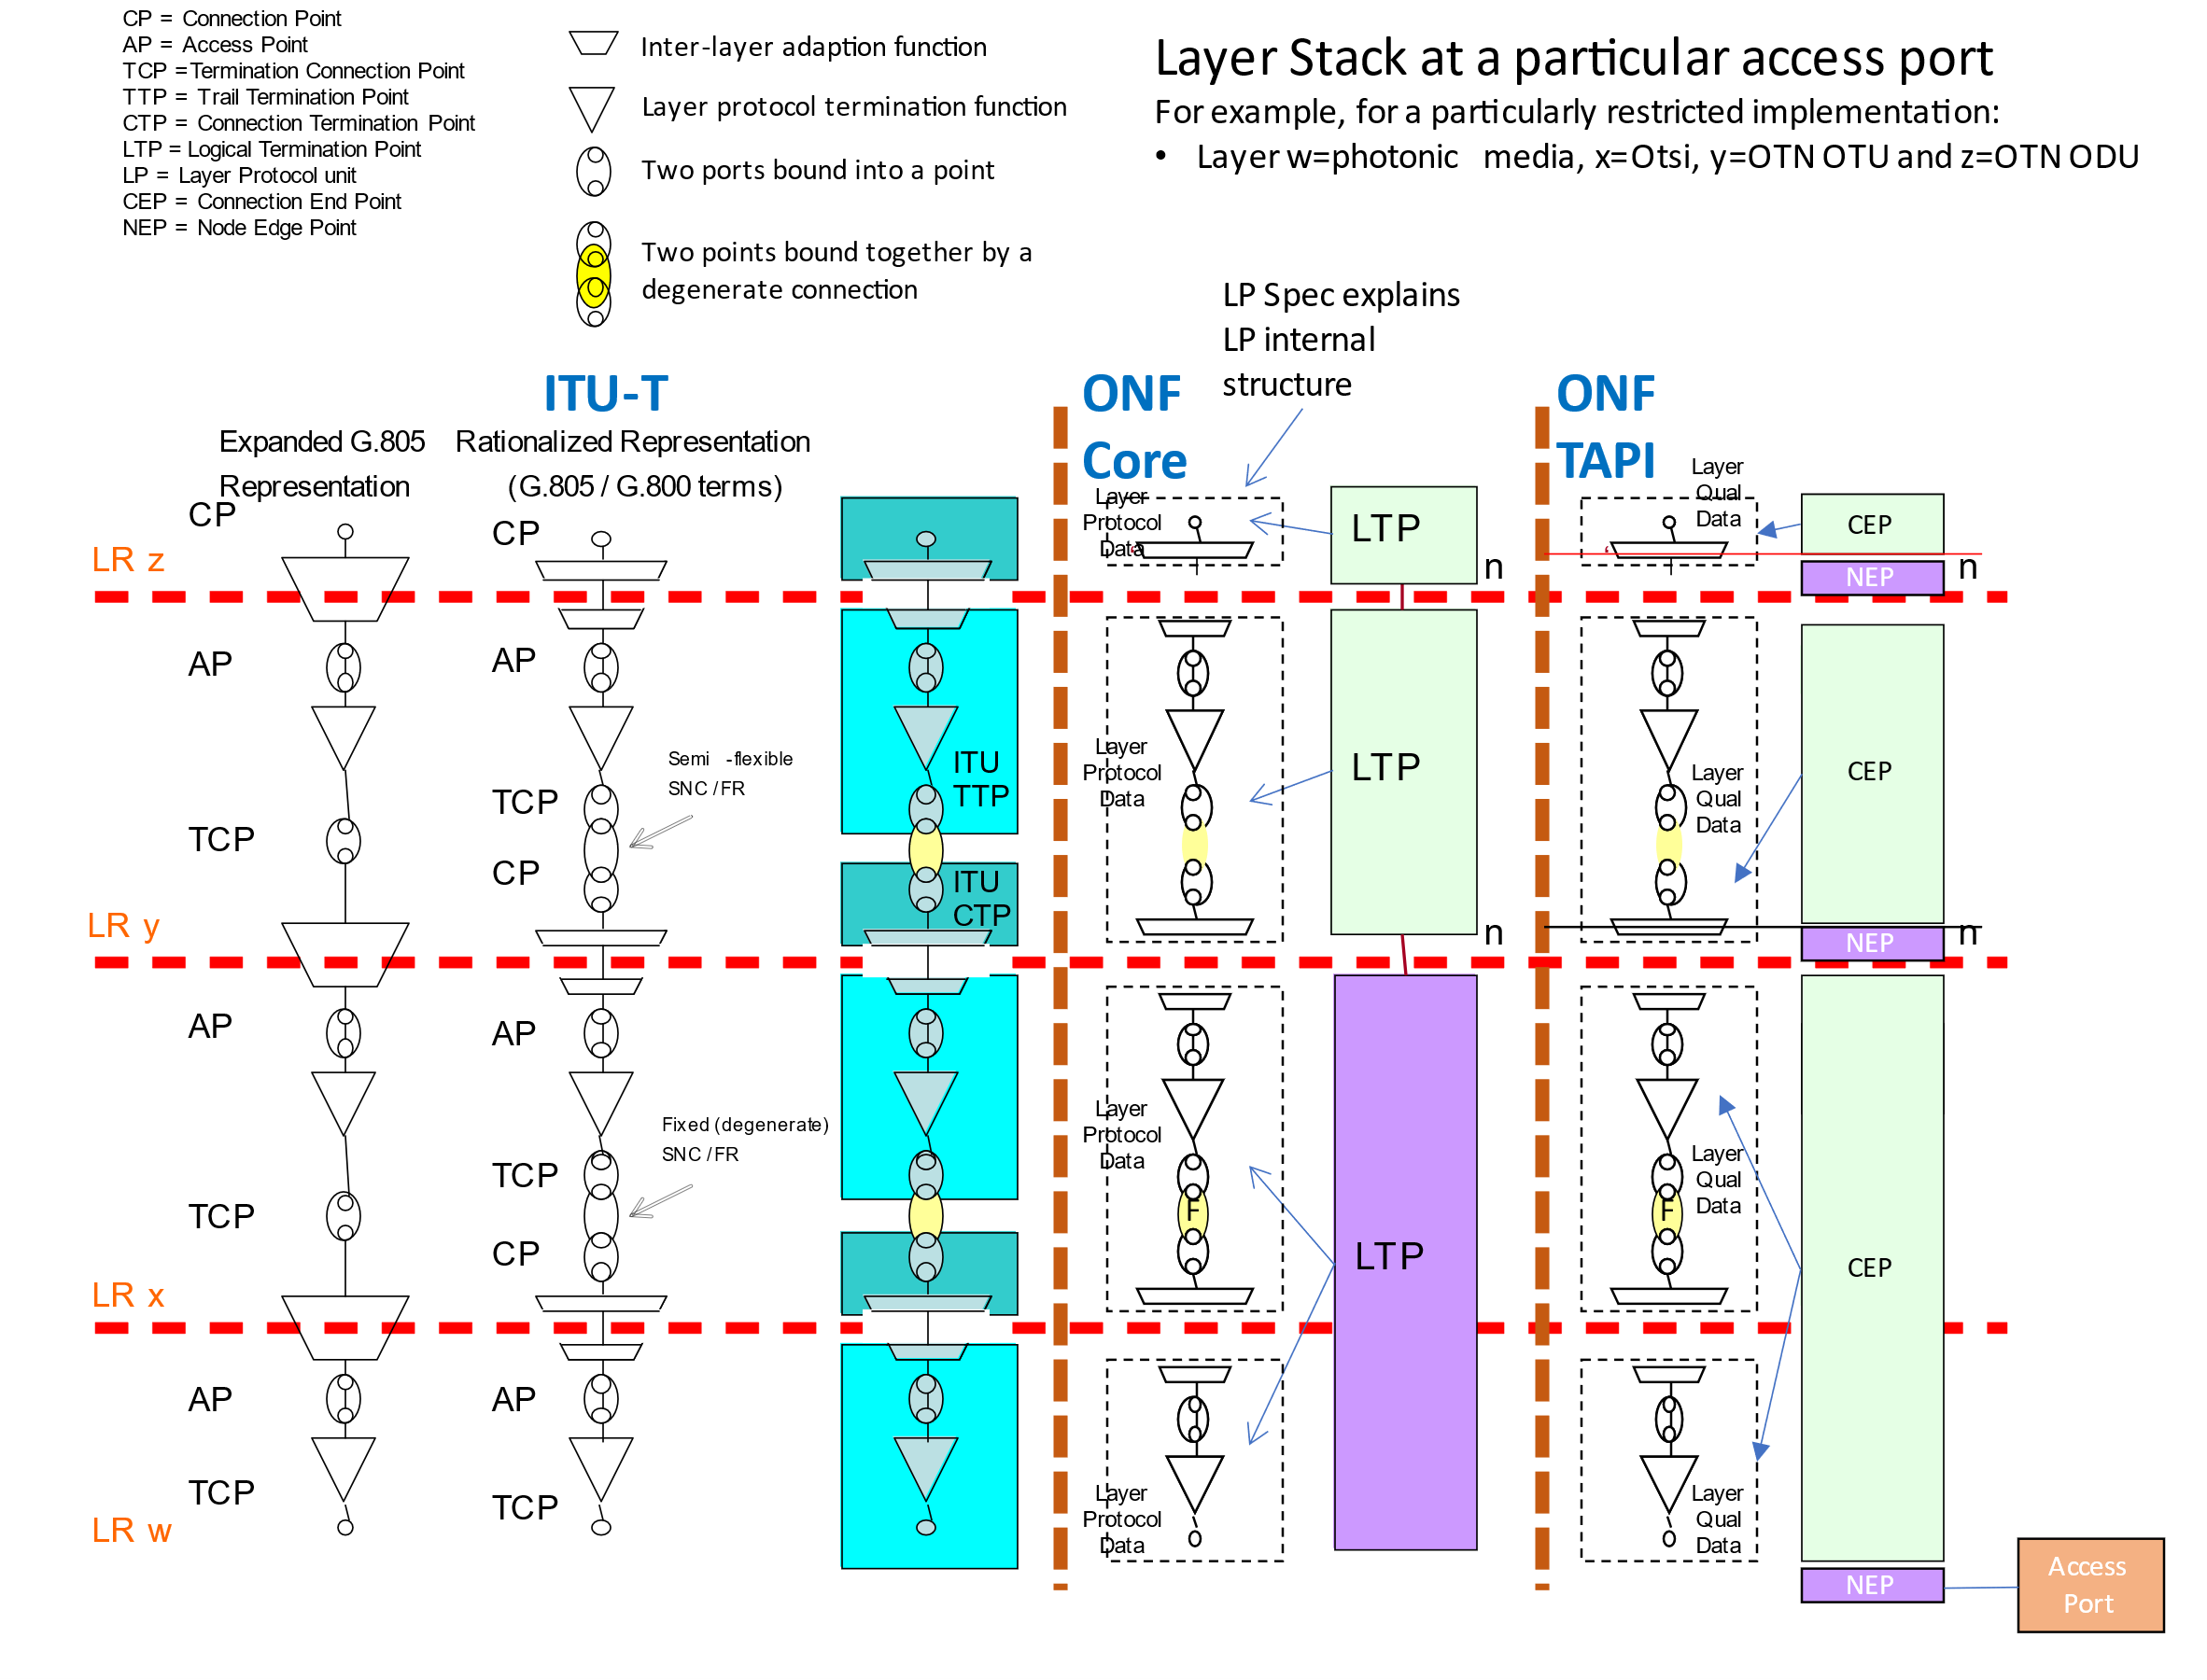 CP = Connection Point
AP = Access Point
TCP =Termination Connection Point
TTP = Trail Termination Point
CTP = Connection Termination Point
LTP = Logical Termination Point
LP = Layer Protocol unit
CEP = Connection End Point
NEP = Node Edge Point
Inter-layer adaption function
Layer protocol termination function
Two ports bound into a point
Two points bound together by a
degenerate connection
Layer Stack at a particular access port
For example, for a particularly restricted implementation:
• Layer w=photonic media, x=Otsi, y=OTN OTU and z=OTN ODU
LP Spec explains
LP internal
structure
ITU-T
Expanded G.805
Representation
Rationalized Representation
(G.805 / G.800 terms)
ONF
Core
ONF
TAPI
LR z
LR y
LR x
LR w
CP
AP
TCP
AP
TCP
AP
TCP
CP
AP
TCP
CP
AP
TCP
CP
AP
TCP
Semi -flexible
SNC /FR
Fixed (degenerate)
SNC /FR
ITU
TTP
ITU
CTP
Layer
Protocol
Data
Layer
Protocol
Data
Layer
Protocol
Data
F
Layer
Protocol
Data
LTP
n
LTP
n
LTP
Layer
Qual
Data
Layer
Qual
Data
Layer
Qual
Data
F
Layer
Qual
Data
CEP
NEP
n
CEP
NEP
n
CEP
NEP
Access
Port